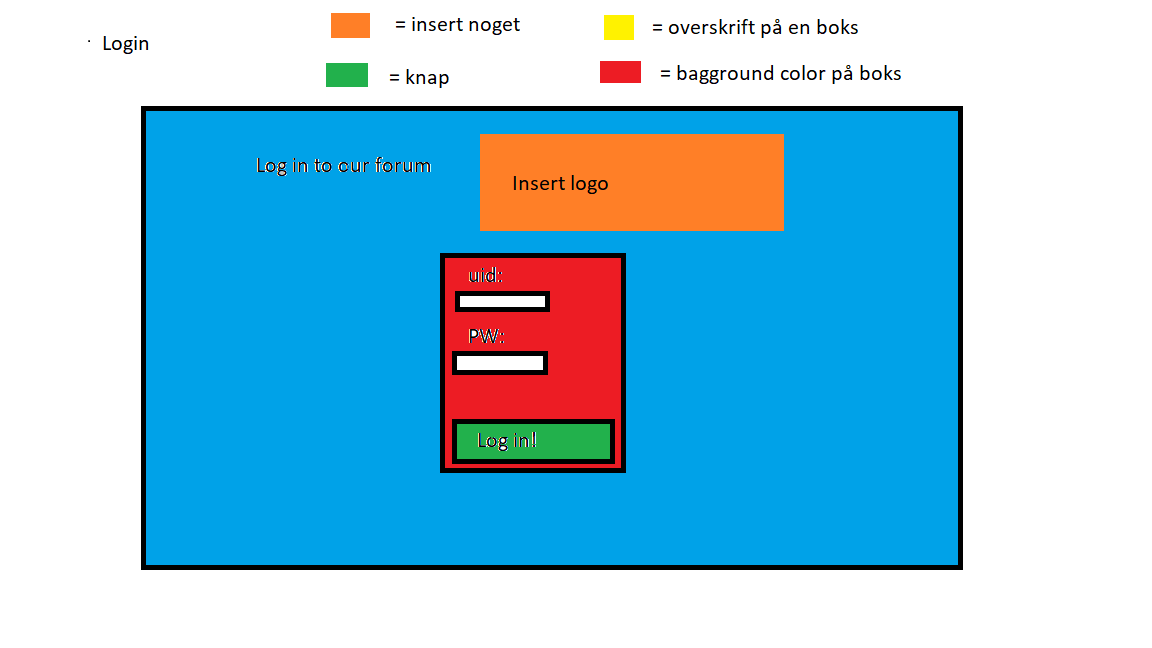 · Login
= insert noget
= overskrift på en boks
= knap
= bagground color på boks
Log in to our forum
Insert logo
uid:
PW:
Log in!